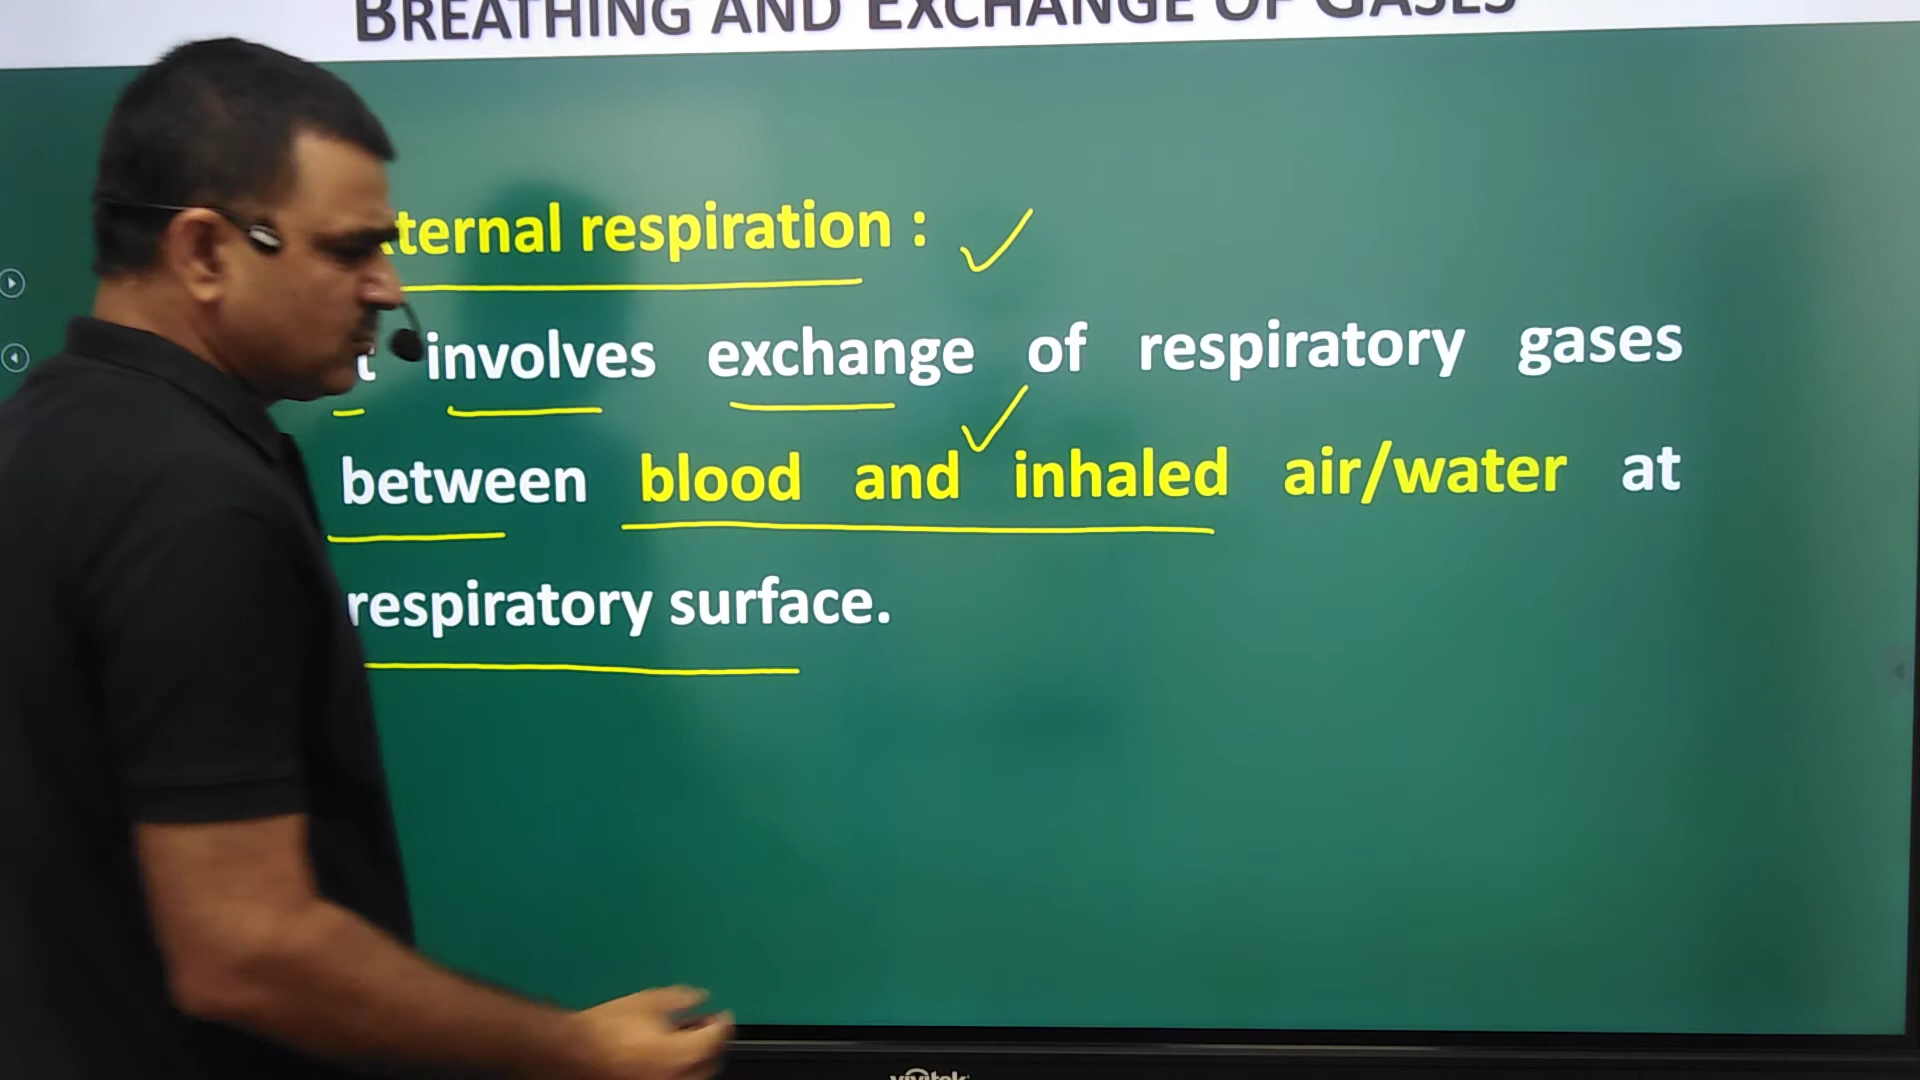 BREATHING AND EXCHANGE OF GASES
ternal respiration :
t involves exchange of respiratory gases
between blood and inhaled air/water at
respiratory surface.
vivitek